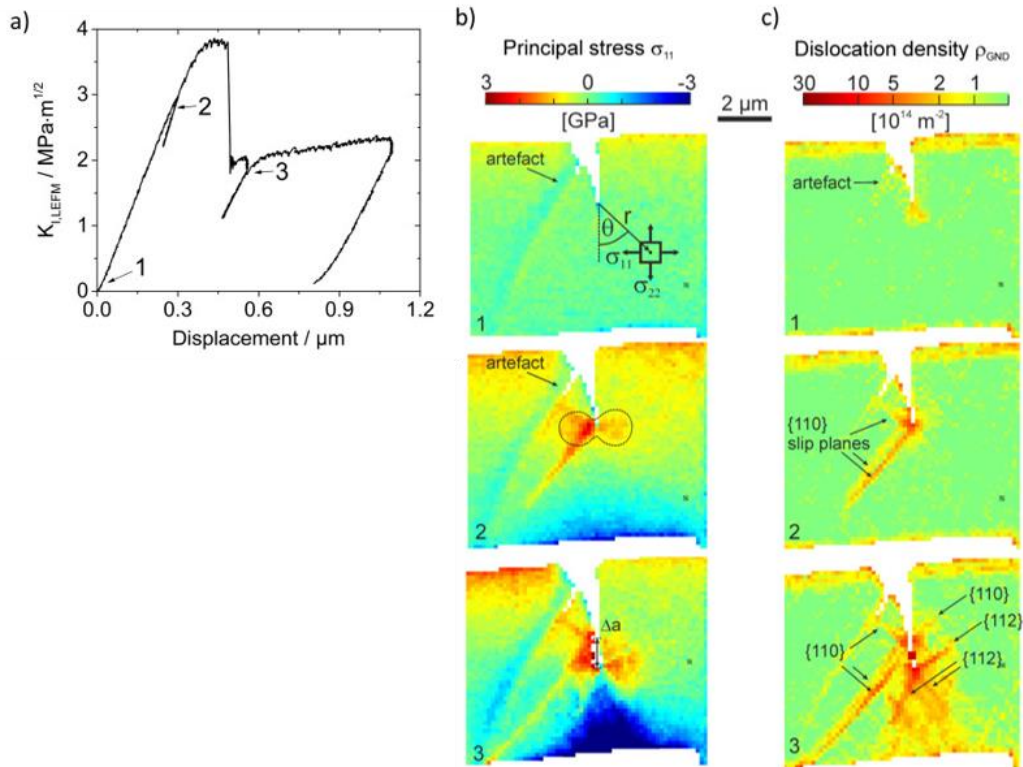 a)
K_I,LEFM / MPa·m^1/2
4
3
2
1
0
0.0 0.3 0.6 0.9 1.2
Displacement / µm
1
2
3
b)
Principal stress σ11
3 0 -3
[GPa]
2 µm
artefact
r
θ
σ11
σ22
1
artefact
2
Δa
3
c)
Dislocation density ρGND
30 10 5 2 1
[10^14 m^-2]
artefact
1
{110}
slip planes
2
{110}
{112}
{110}
{112}
3